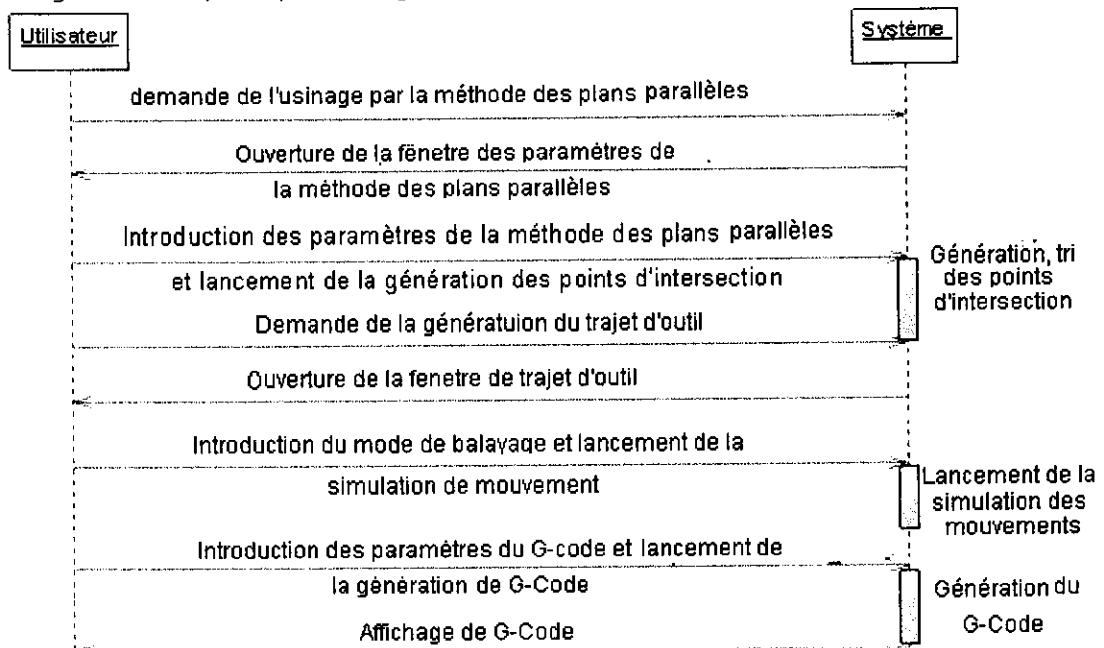 Utilisateur
Système
demande de l'usinage par la méthode des plans parallèles
Ouverture de la fënetre des paramétres de
la méthode des plans parallèles
Introduction des paramètres de la méthode des plans parallèles
et lancement de la génération des points d'intersection
Génération, tri
des points
d'intersection
Demande de la génératuion du trajet d'outil
Ouverture de la fenetre de trajet d'outil
Introduction du mode de balayage et lancement de la
simulation de mouvement
Lancement de la
simulation des
mouvements
Introduction des paramétres du G-code et lancement de
la génération de G-Code
Génération du
G-Code
Affichage de G-Code